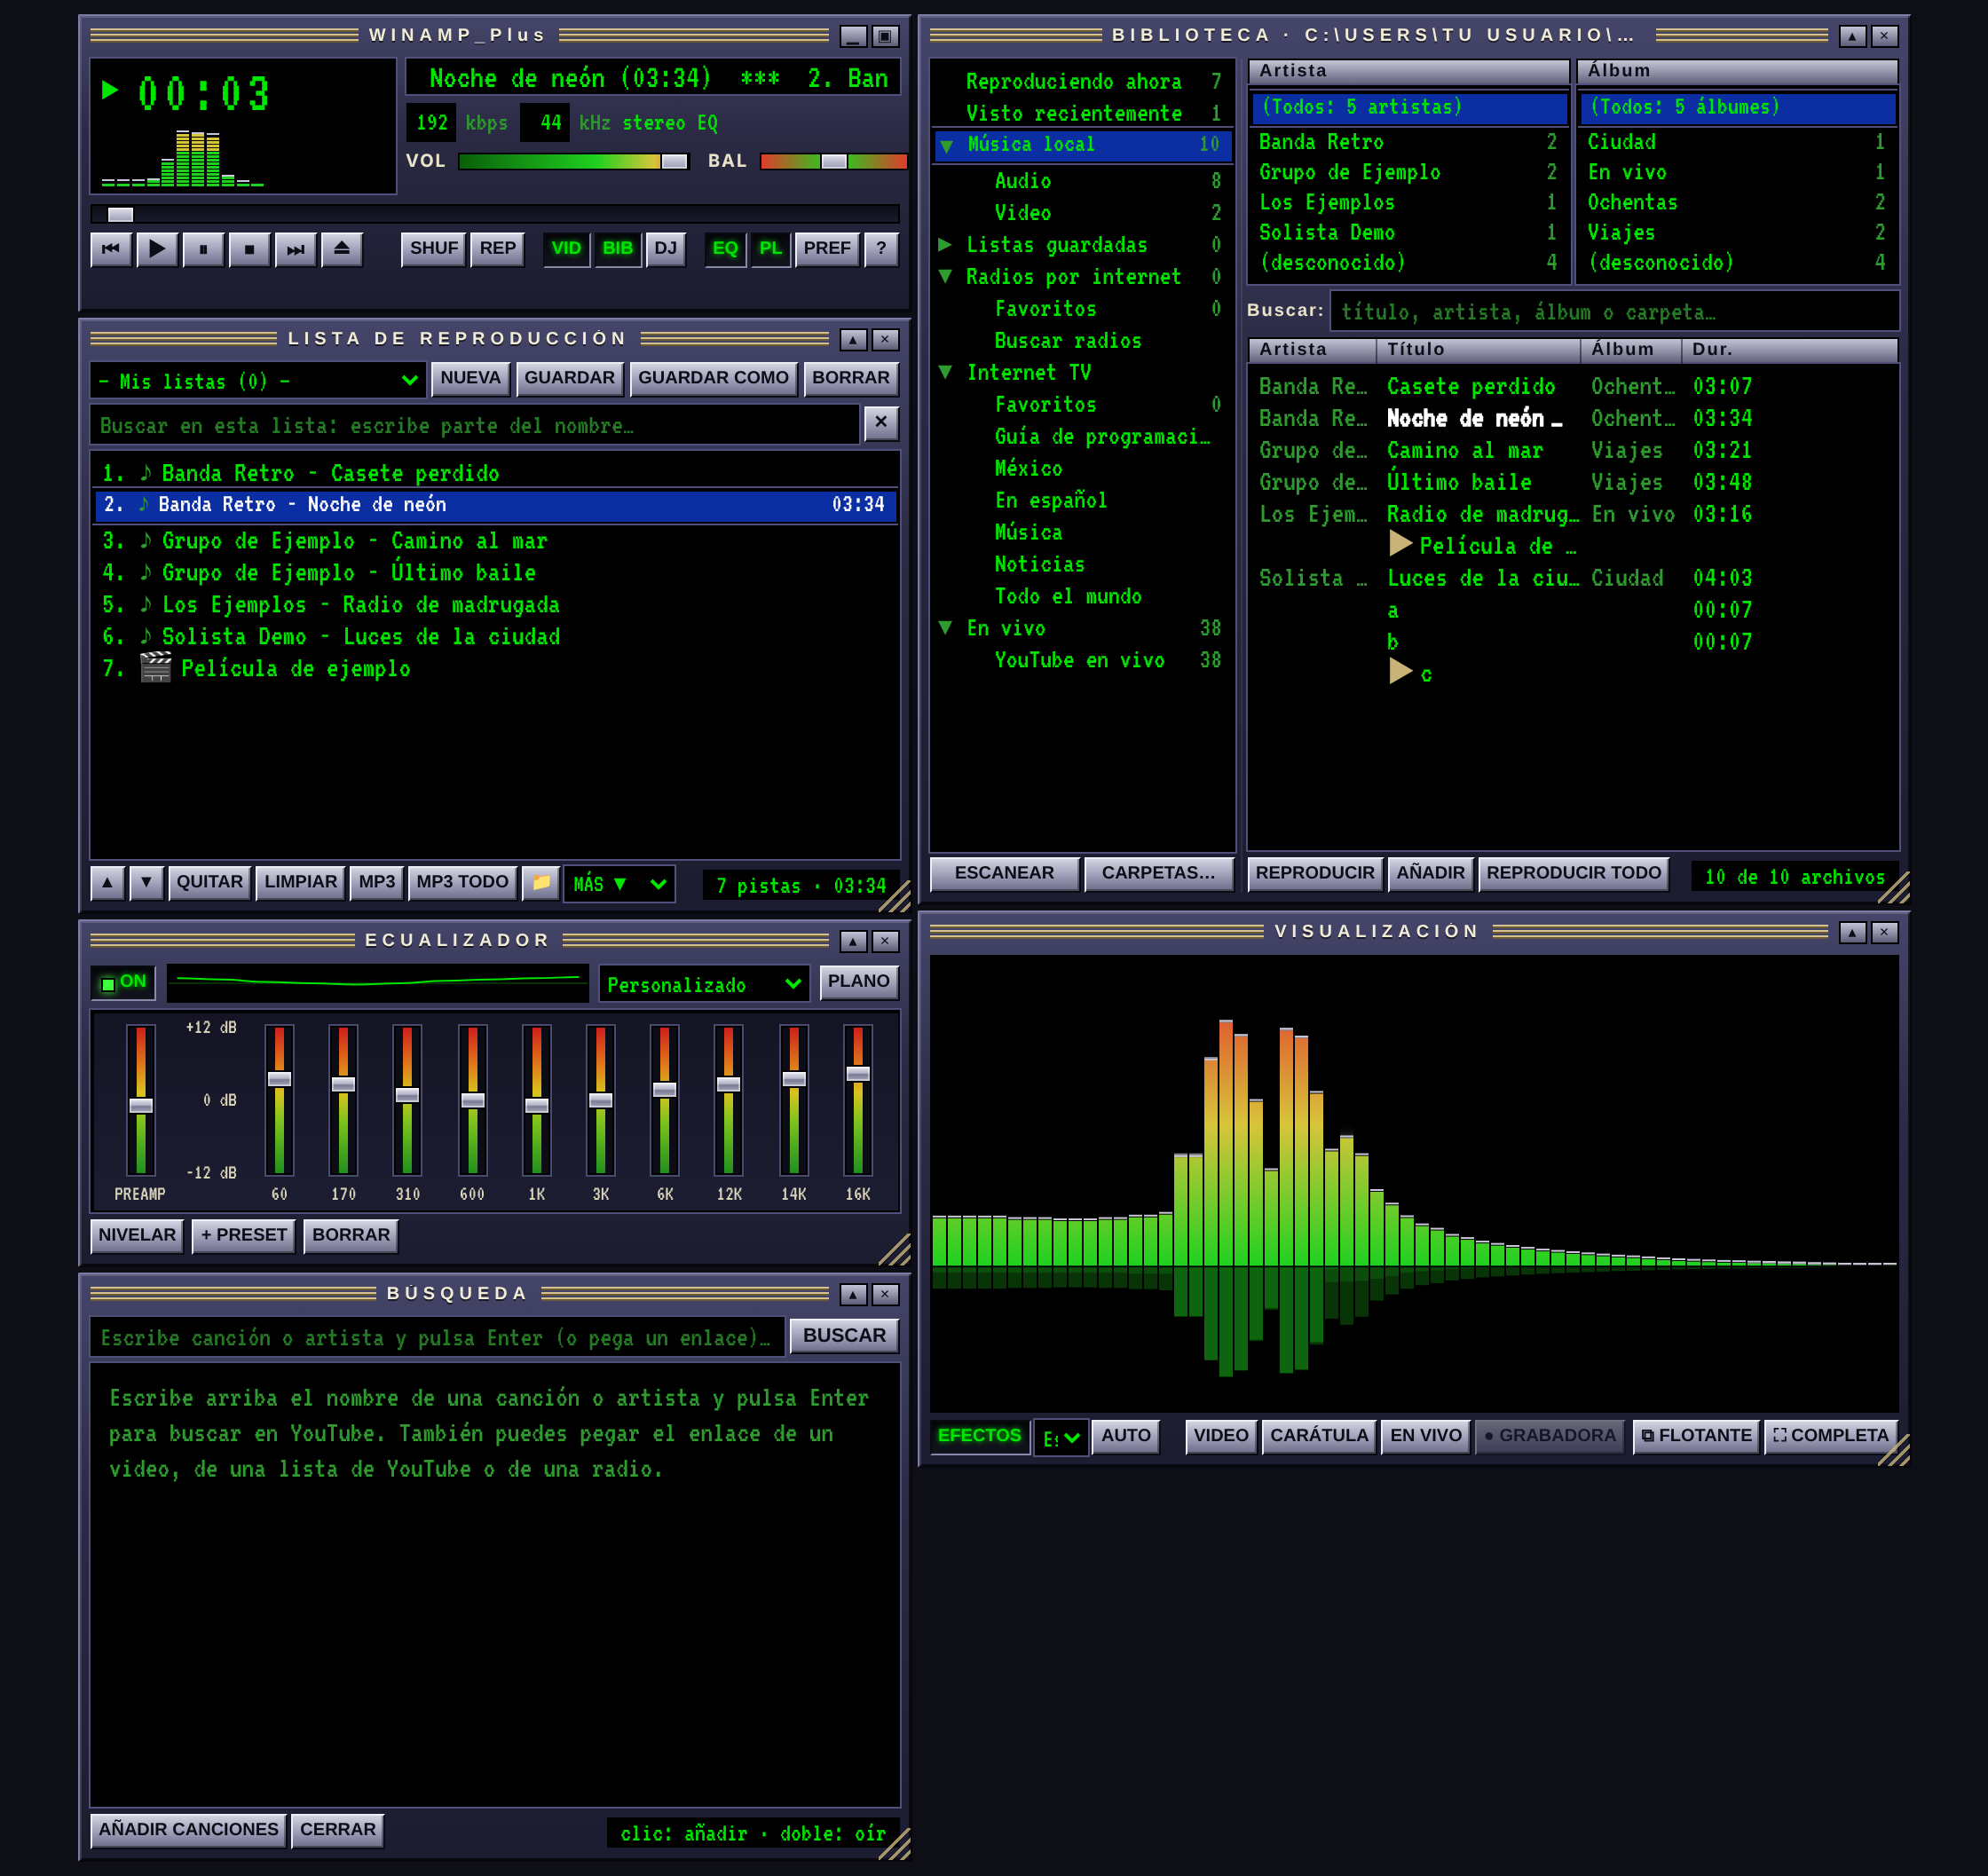 WINAMP_Plus
00:03
Noche de neón (03:34) *** 2. Ban
192 kbps 44 kHz stereo EQ
VOL BAL
SHUF REP VID BIB DJ EQ PL PREF ?
LISTA DE REPRODUCCIÓN
- Mis listas (0) - NUEVA GUARDAR GUARDAR COMO BORRAR
Buscar en esta lista: escribe parte del nombre…
1. ♪ Banda Retro - Casete perdido
2. ♪ Banda Retro - Noche de neón 03:34
3. ♪ Grupo de Ejemplo - Camino al mar
4. ♪ Grupo de Ejemplo - Último baile
5. ♪ Los Ejemplos - Radio de madrugada
6. ♪ Solista Demo - Luces de la ciudad
7. Película de ejemplo
QUITAR LIMPIAR MP3 MP3 TODO MÁS ▼ 7 pistas · 03:34
ECUALIZADOR
ON Personalizado PLANO
+12 dB
0 dB
-12 dB
PREAMP 60 170 310 600 1K 3K 6K 12K 14K 16K
NIVELAR + PRESET BORRAR
BÚSQUEDA
Escribe canción o artista y pulsa Enter (o pega un enlace)… BUSCAR
Escribe arriba el nombre de una canción o artista y pulsa Enter
para buscar en YouTube. También puedes pegar el enlace de un
video, de una lista de YouTube o de una radio.
AÑADIR CANCIONES CERRAR clic: añadir · doble: oír
BIBLIOTECA · C:\USERS\TU USUARIO\…
Reproduciendo ahora 7
Visto recientemente 1
▼ Música local 10
Audio 8
Video 2
▶ Listas guardadas 0
▼ Radios por internet 0
Favoritos 0
Buscar radios
▼ Internet TV
Favoritos 0
Guía de programaci…
México
En español
Música
Noticias
Todo el mundo
▼ En vivo 38
YouTube en vivo 38
ESCANEAR CARPETAS…
Artista Álbum
(Todos: 5 artistas) (Todos: 5 álbumes)
Banda Retro 2 Ciudad 1
Grupo de Ejemplo 2 En vivo 1
Los Ejemplos 1 Ochentas 2
Solista Demo 1 Viajes 2
(desconocido) 4 (desconocido) 4
Buscar: título, artista, álbum o carpeta…
Artista Título Álbum Dur.
Banda Re… Casete perdido Ochent… 03:07
Banda Re… Noche de neón … Ochent… 03:34
Grupo de… Camino al mar Viajes 03:21
Grupo de… Último baile Viajes 03:48
Los Ejem… Radio de madrug… En vivo 03:16
Película de …
Solista … Luces de la ciu… Ciudad 04:03
a 00:07
b 00:07
c
REPRODUCIR AÑADIR REPRODUCIR TODO 10 de 10 archivos
VISUALIZACIÓN
EFECTOS AUTO VIDEO CARÁTULA EN VIVO ● GRABADORA FLOTANTE COMPLETA